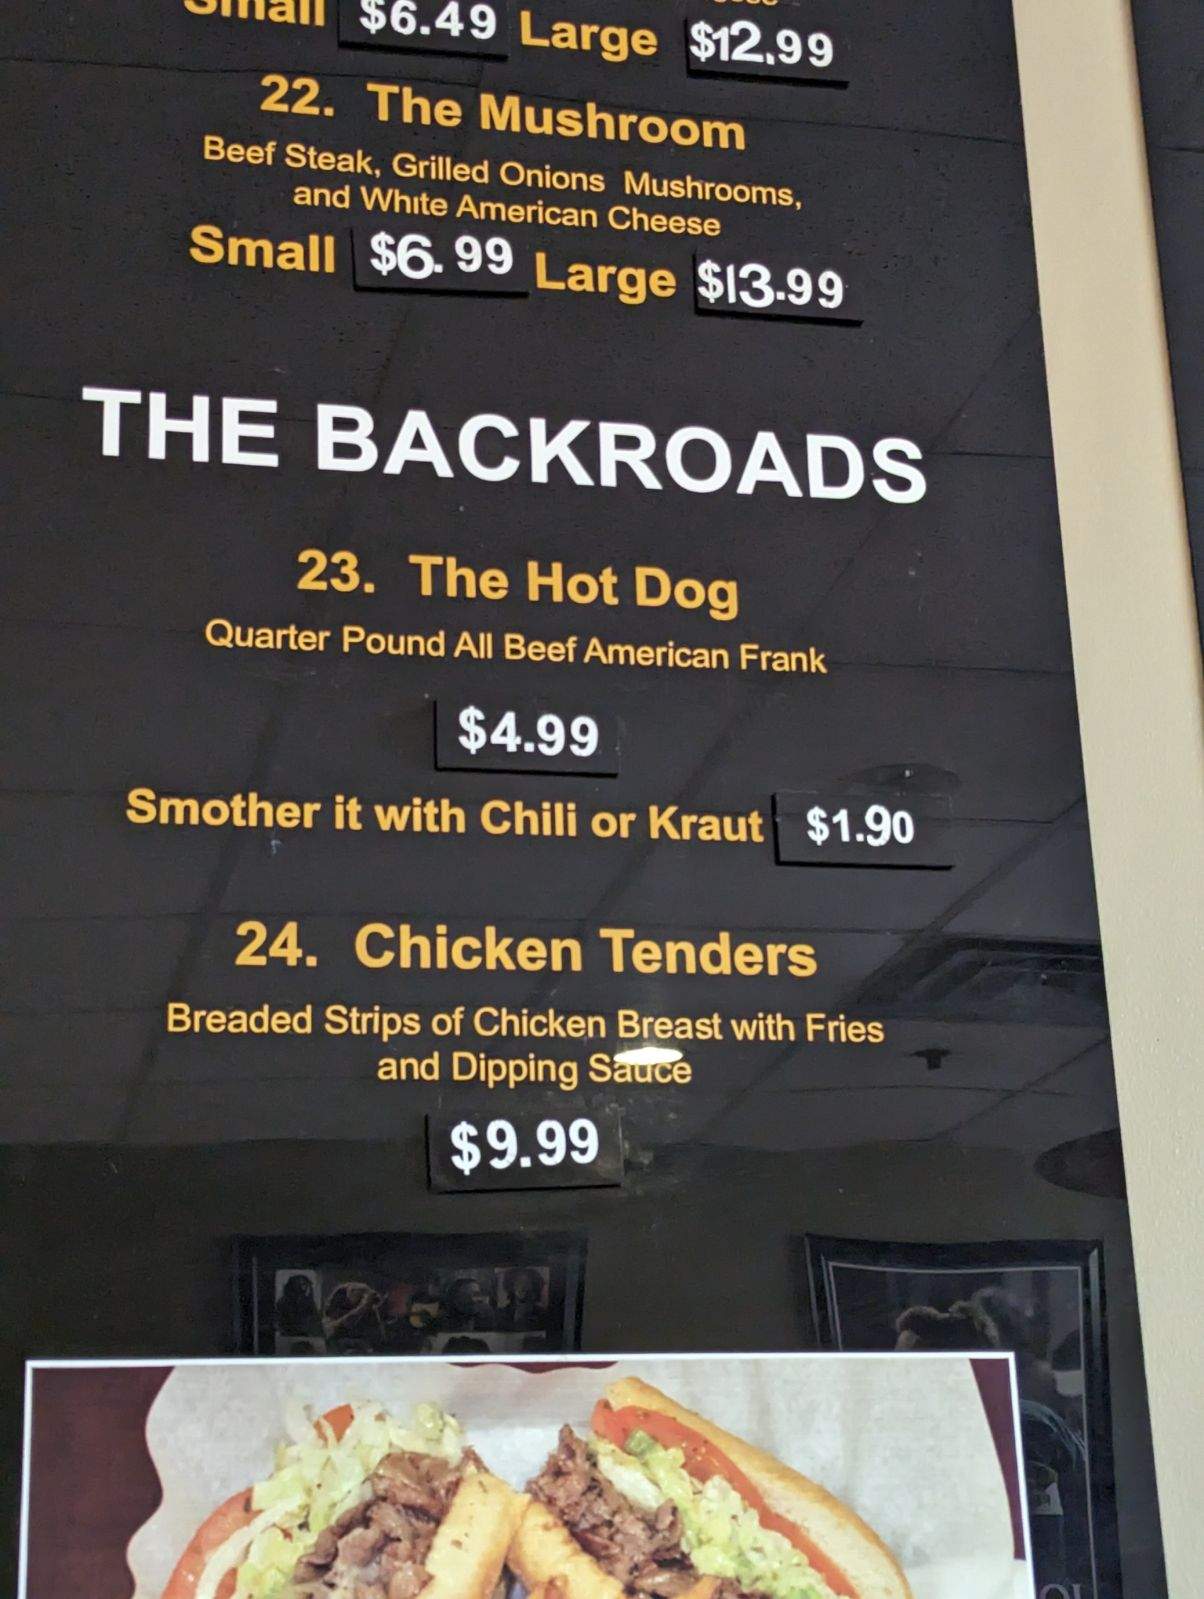 Small $6.49 Large $12.99
22. The Mushroom
Beef Steak, Grilled Onions Mushrooms,
and White American Cheese
Small $6.99 Large $13.99
THE BACKROADS
23. The Hot Dog
Quarter Pound All Beef American Frank
$4.99
Smother it with Chili or Kraut $1.90
24. Chicken Tenders
Breaded Strips of Chicken Breast with Fries
and Dipping Sauce
$9.99